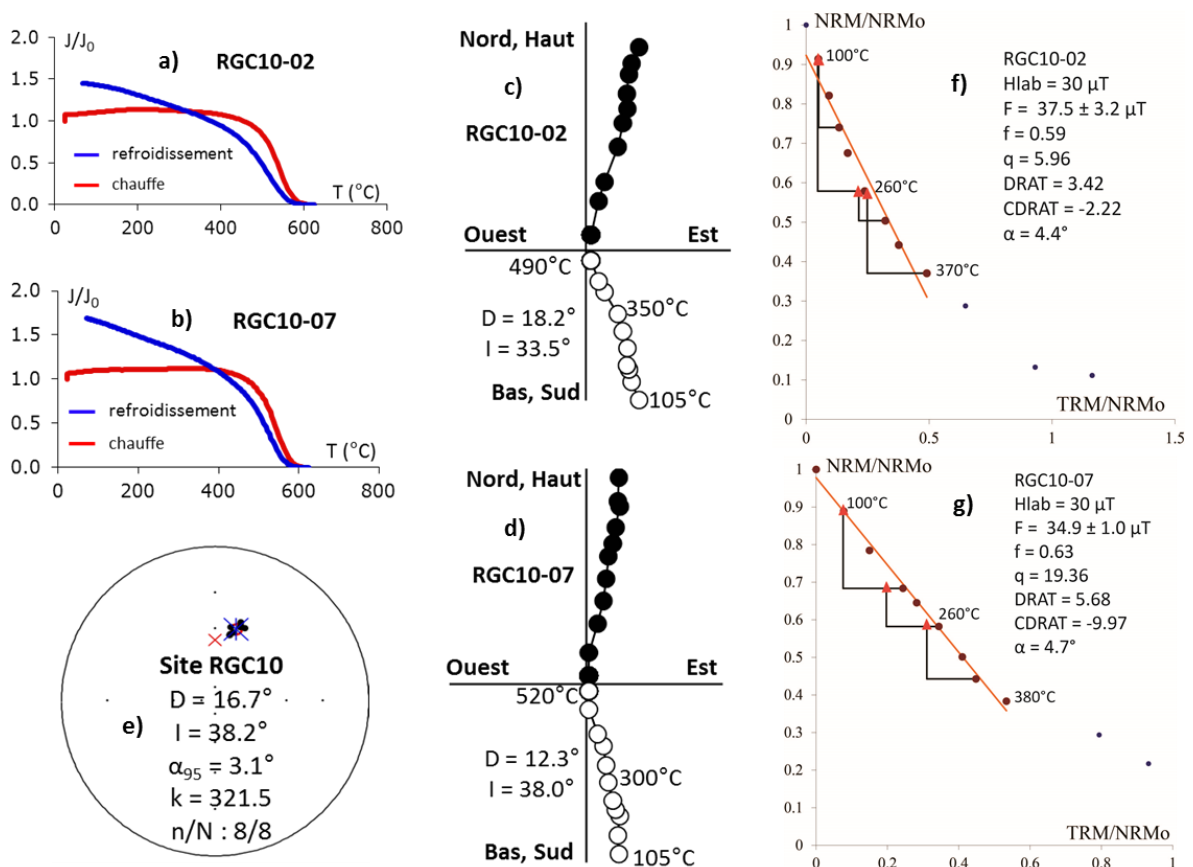 J/J0
a)
RGC10-02
2.0
1.5
1.0
0.5
0.0
refroidissement
chauffe
T (°C)
0
200
400
600
800
J/J0
b)
RGC10-07
2.0
1.5
1.0
0.5
0.0
refroidissement
chauffe
T (°C)
0
200
400
600
800
Site RGC10
D = 16.7°
e)
I = 38.2°
α95 = 3.1°
k = 321.5
n/N : 8/8
Nord, Haut
c)
RGC10-02
Ouest
Est
490°C
350°C
D = 18.2°
I = 33.5°
Bas, Sud
105°C
Nord, Haut
d)
RGC10-07
Ouest
Est
520°C
D = 12.3°
300°C
I = 38.0°
Bas, Sud
105°C
NRM/NRMo
1
0.9
0.8
0.7
0.6
0.5
0.4
0.3
0.2
0.1
0
100°C
260°C
370°C
f)
RGC10-02
Hlab = 30 μT
F = 37.5 ± 3.2 μT
f = 0.59
q = 5.96
DRAT = 3.42
CDRAT = -2.22
α = 4.4°
TRM/NRMo
0
0.5
1
1.5
NRM/NRMo
1
0.9
0.8
0.7
0.6
0.5
0.4
0.3
0.2
0.1
0
100°C
260°C
380°C
g)
RGC10-07
Hlab = 30 μT
F = 34.9 ± 1.0 μT
f = 0.63
q = 19.36
DRAT = 5.68
CDRAT = -9.97
α = 4.7°
TRM/NRMo
0
0.2
0.4
0.6
0.8
1